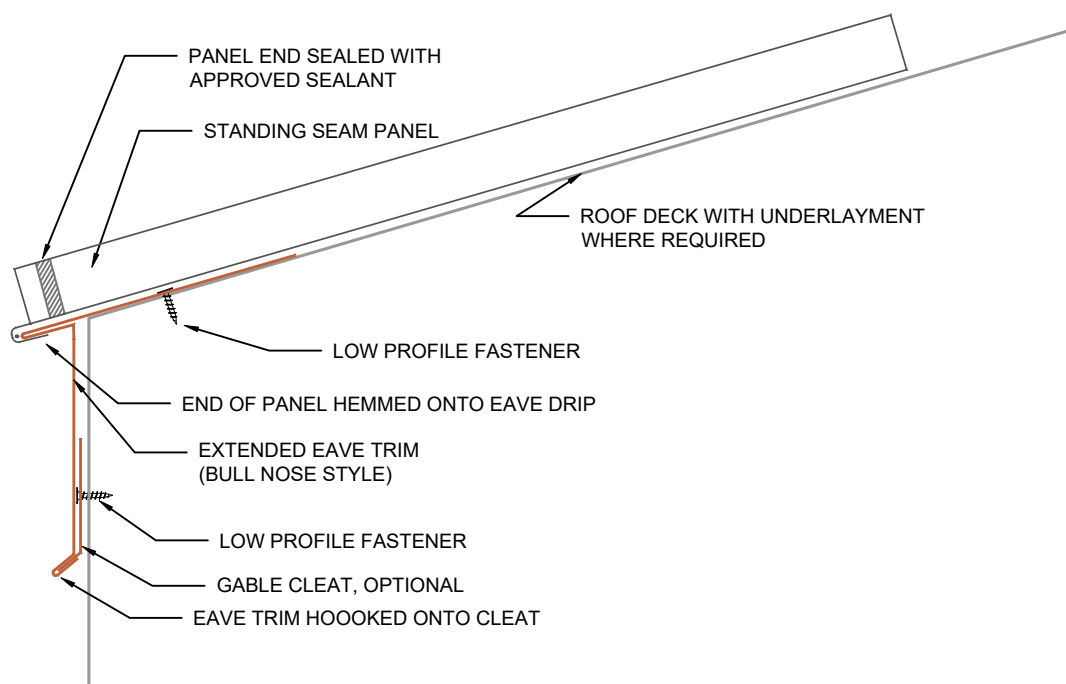 PANEL END SEALED WITH
APPROVED SEALANT
STANDING SEAM PANEL
ROOF DECK WITH UNDERLAYMENT
WHERE REQUIRED
LOW PROFILE FASTENER
END OF PANEL HEMMED ONTO EAVE DRIP
EXTENDED EAVE TRIM
(BULL NOSE STYLE)
LOW PROFILE FASTENER
GABLE CLEAT, OPTIONAL
EAVE TRIM HOOOKED ONTO CLEAT